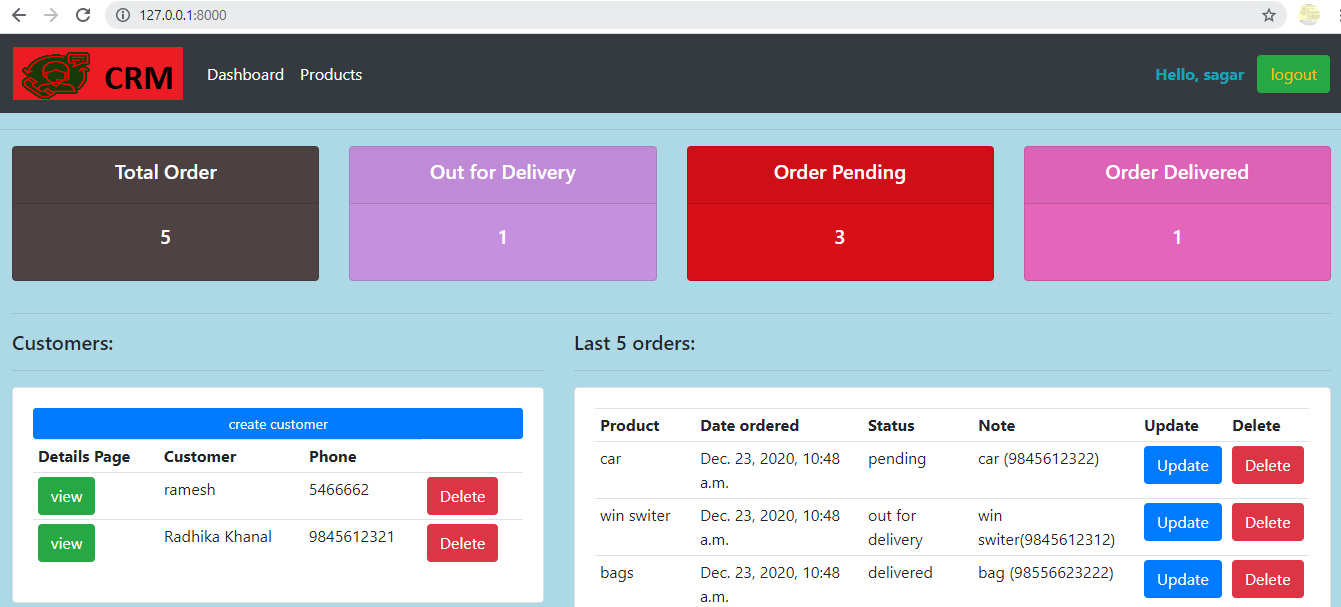 127.0.0.1:8000
CRM Dashboard Products Hello, sagar logout
Total Order Out for Delivery Order Pending Order Delivered
5 1 3 1
Customers:
create customer
Details Page Customer Phone
view ramesh 5466662 Delete
view Radhika Khanal 9845612321 Delete
Last 5 orders:
Product Date ordered Status Note Update Delete
car Dec. 23, 2020, 10:48 pending car (9845612322) Update Delete
a.m.
win switer Dec. 23, 2020, 10:48 out for win Update Delete
a.m. delivery switer(9845612312)
bags Dec. 23, 2020, 10:48 delivered bag (98556623222) Update Delete
a.m.